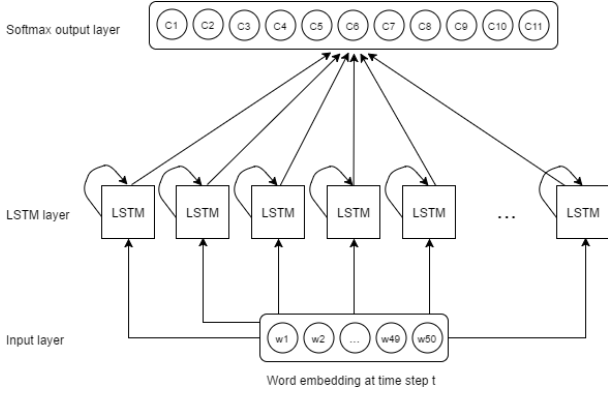 Softmax output layer
C1 C2 C3 C4 C5 C6 C7 C8 C9 C10 C11
LSTM layer
LSTM LSTM LSTM LSTM LSTM ... LSTM
Input layer
w1 w2 ... w49 w50
Word embedding at time step t